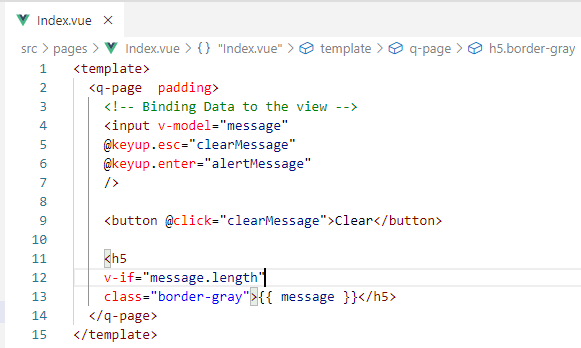 Index.vue ×
src > pages > Index.vue > {} "Index.vue" > template > q-page > h5.border-gray
1 <template>
2 <q-page  padding>
3 <!-- Binding Data to the view -->
4 <input v-model="message"
5 @keyup.esc="clearMessage"
6 @keyup.enter="alertMessage"
7 />
8
9 <button @click="clearMessage">Clear</button>
10
11 <h5
12 v-if="message.length"
13 class="border-gray">{{ message }}</h5>
14 </q-page>
15 </template>